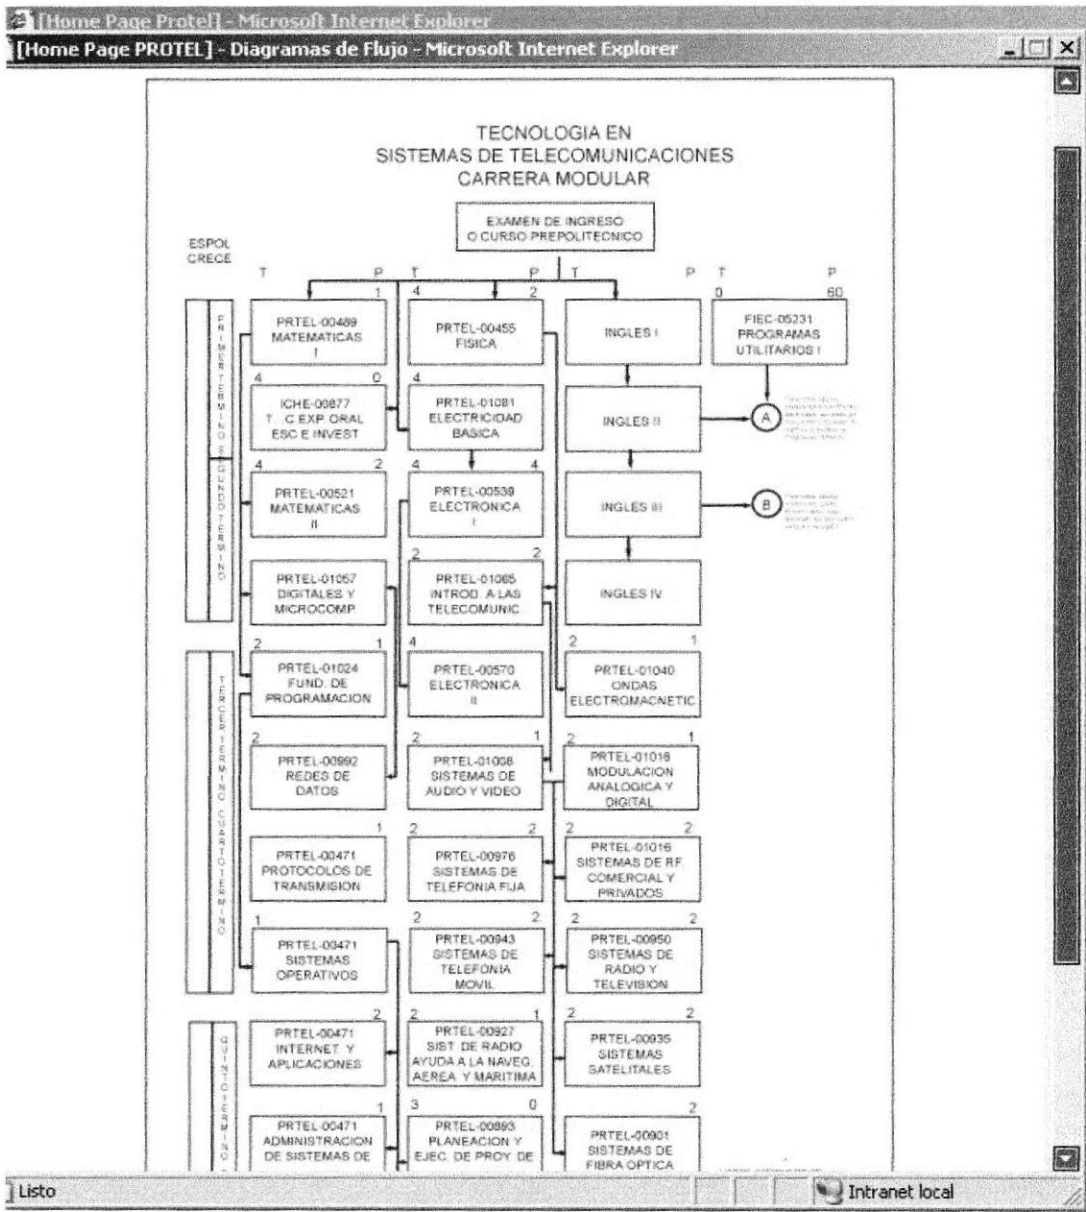 [Home Page Protel] - Microsoft Internet Explorer
[Home Page PROTEL] - Diagramas de Flujo - Microsoft Internet Explorer
TECNOLOGIA EN
SISTEMAS DE TELECOMUNICACIONES
CARRERA MODULAR
EXAMEN DE INGRESO
O CURSO PREPOLITECNICO
ESPOL
CRECE
T P T P T P T P
1 4 2 0 60
PRIMER TERMINO SEGUNDO TERMINO
PRTEL-00489
MATEMATICAS
I
PRTEL-00455
FISICA
INGLES I
FIEC-05231
PROGRAMAS
UTILITARIOS I
4 0 4
ICHE-00877
T. C EXP. ORAL
ESC E INVEST
PRTEL-01081
ELECTRICIDAD
BASICA
INGLES II
A
4 2 4 4
PRTEL-00521
MATEMATICAS
II
PRTEL-00539
ELECTRONICA
I
INGLES III
B
2 2
PRTEL-01057
DIGITALES Y
MICROCOMP
PRTEL-01065
INTROD. A LAS
TELECOMUNIC.
INGLES IV
TERCER TERMINO CUARTO TERMINO
2 1 4 2 1
PRTEL-01024
FUND. DE
PROGRAMACION
PRTEL-00570
ELECTRONICA
II
PRTEL-01040
ONDAS
ELECTROMACNETIC
2 2 1 2 1
PRTEL-00992
REDES DE
DATOS
PRTEL-01008
SISTEMAS DE
AUDIO Y VIDEO
PRTEL-01016
MODULACION
ANALOGICA Y
DIGITAL
1 2 2 2 2
PRTEL-00471
PROTOCOLOS DE
TRANSMISION
PRTEL-00976
SISTEMAS DE
TELEFONIA FIJA
PRTEL-01016
SISTEMAS DE RF
COMERCIAL Y
PRIVADOS
1 2 2 2 2
PRTEL-00471
SISTEMAS
OPERATIVOS
PRTEL-00943
SISTEMAS DE
TELEFONIA
MOVIL
PRTEL-00950
SISTEMAS DE
RADIO Y
TELEVISION
QUINTO TERMINO
2 2 1 2 2
PRTEL-00471
INTERNET Y
APLICACIONES
PRTEL-00927
SIST. DE RADIO
AYUDA A LA NAVEG.
AEREA Y MARITIMA
PRTEL-00935
SISTEMAS
SATELITALES
1 3 0 2
PRTEL-00471
ADMINISTRACION
DE SISTEMAS DE
PRTEL-00893
PLANEACION Y
EJEC. DE PROY. DE
PRTEL-00901
SISTEMAS DE
FIBRA OPTICA
Listo
Intranet local